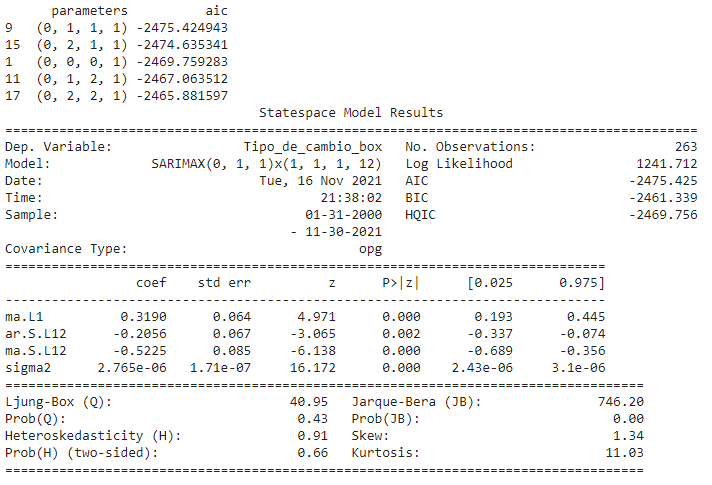 parameters aic
9 (0, 1, 1, 1) -2475.424943
15 (0, 2, 1, 1) -2474.635341
1 (0, 0, 0, 1) -2469.759283
11 (0, 1, 2, 1) -2467.063512
17 (0, 2, 2, 1) -2465.881597
Statespace Model Results
==========================================================================================
Dep. Variable: Tipo_de_cambio_box No. Observations: 263
Model: SARIMAX(0, 1, 1)x(1, 1, 1, 12) Log Likelihood 1241.712
Date: Tue, 16 Nov 2021 AIC -2475.425
Time: 21:38:02 BIC -2461.339
Sample: 01-31-2000 HQIC -2469.756
- 11-30-2021
Covariance Type: opg
==============================================================================
coef std err z P>|z| [0.025 0.975]
------------------------------------------------------------------------------
ma.L1 0.3190 0.064 4.971 0.000 0.193 0.445
ar.S.L12 -0.2056 0.067 -3.065 0.002 -0.337 -0.074
ma.S.L12 -0.5225 0.085 -6.138 0.000 -0.689 -0.356
sigma2 2.765e-06 1.71e-07 16.172 0.000 2.43e-06 3.1e-06
===================================================================================
Ljung-Box (Q): 40.95 Jarque-Bera (JB): 746.20
Prob(Q): 0.43 Prob(JB): 0.00
Heteroskedasticity (H): 0.91 Skew: 1.34
Prob(H) (two-sided): 0.66 Kurtosis: 11.03
===================================================================================